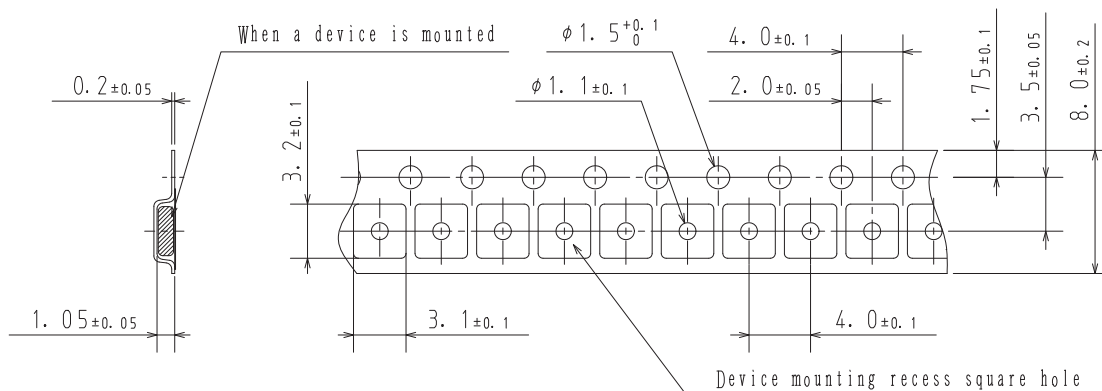 When a device is mounted
φ1.5+0.1 0
4.0±0.1
0.2±0.05
φ1.1±0.1
2.0±0.05
1.75±0.1
3.5±0.05
8.0±0.2
3.2±0.1
1.05±0.05
3.1±0.1
4.0±0.1
Device mounting recess square hole